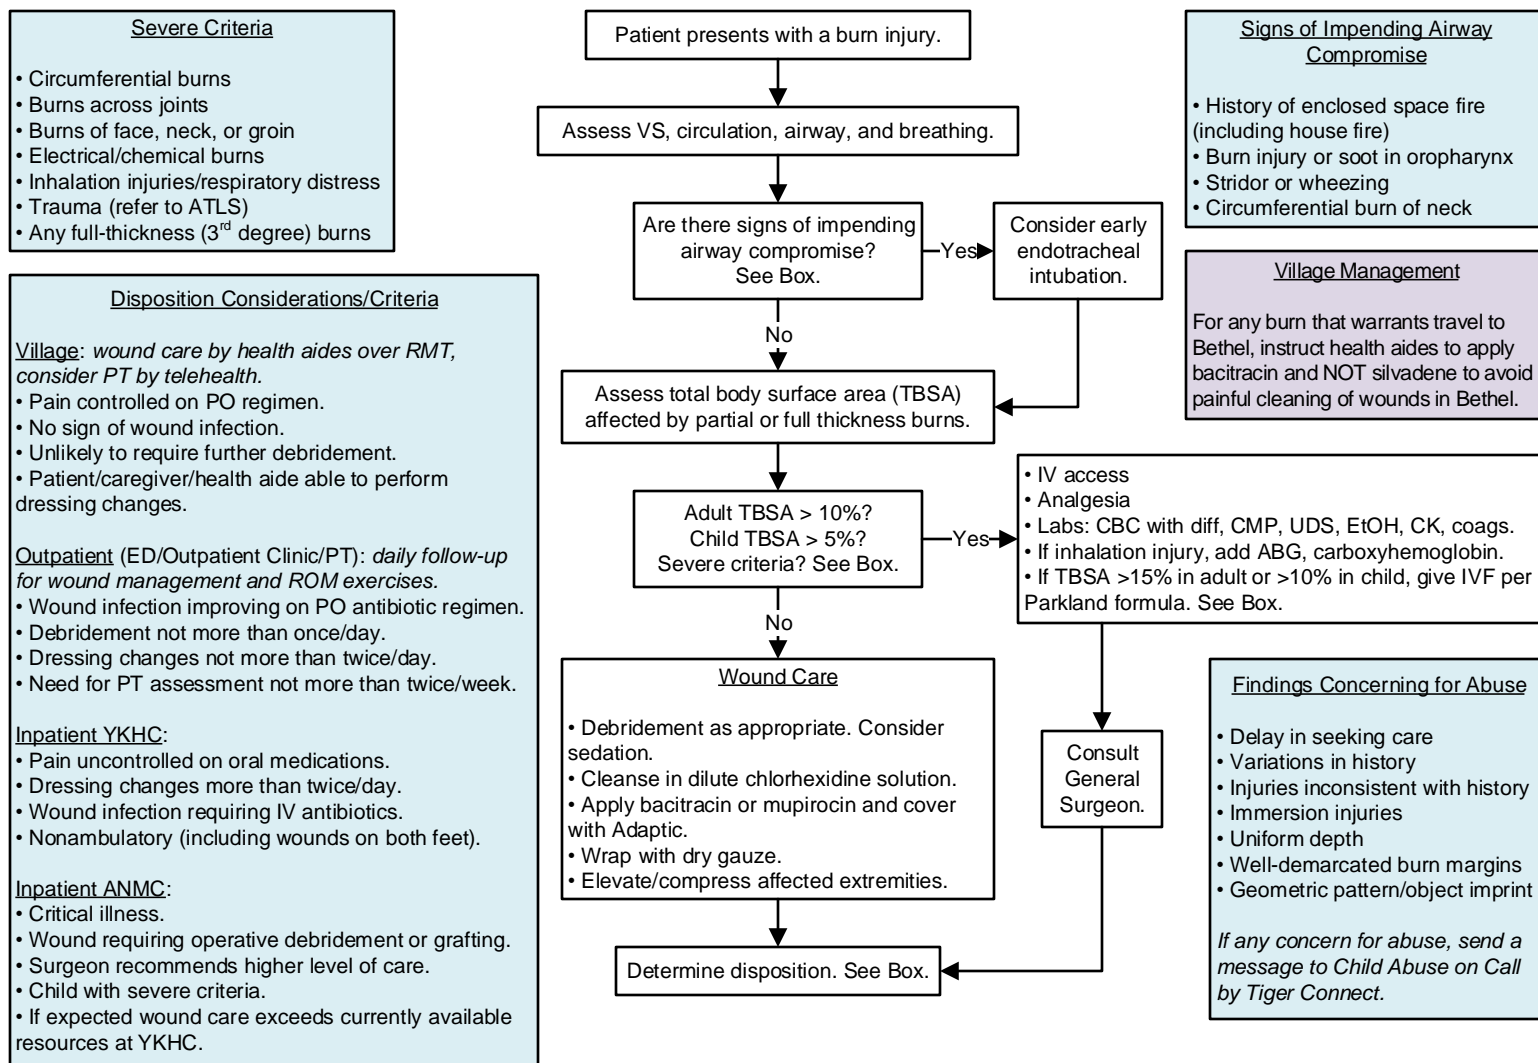 Severe Criteria
• Circumferential burns
• Burns across joints
• Burns of face, neck, or groin
• Electrical/chemical burns
• Inhalation injuries/respiratory distress
• Trauma (refer to ATLS)
• Any full-thickness (3rd degree) burns
Disposition Considerations/Criteria
Village: wound care by health aides over RMT,
consider PT by telehealth.
• Pain controlled on PO regimen.
• No sign of wound infection.
• Unlikely to require further debridement.
• Patient/caregiver/health aide able to perform
dressing changes.
Outpatient (ED/Outpatient Clinic/PT): daily follow-up
for wound management and ROM exercises.
• Wound infection improving on PO antibiotic regimen.
• Debridement not more than once/day.
• Dressing changes not more than twice/day.
• Need for PT assessment not more than twice/week.
Inpatient YKHC:
• Pain uncontrolled on oral medications.
• Dressing changes more than twice/day.
• Wound infection requiring IV antibiotics.
• Nonambulatory (including wounds on both feet).
Inpatient ANMC:
• Critical illness.
• Wound requiring operative debridement or grafting.
• Surgeon recommends higher level of care.
• Child with severe criteria.
• If expected wound care exceeds currently available
resources at YKHC.
Patient presents with a burn injury.
Assess VS, circulation, airway, and breathing.
Are there signs of impending
airway compromise?
See Box.
Yes
Consider early
endotracheal
intubation.
No
Assess total body surface area (TBSA)
affected by partial or full thickness burns.
Adult TBSA > 10%?
Child TBSA > 5%?
Severe criteria? See Box.
Yes
• IV access
• Analgesia
• Labs: CBC with diff, CMP, UDS, EtOH, CK, coags.
• If inhalation injury, add ABG, carboxyhemoglobin.
• If TBSA >15% in adult or >10% in child, give IVF per
Parkland formula. See Box.
No
Wound Care
• Debridement as appropriate. Consider
sedation.
• Cleanse in dilute chlorhexidine solution.
• Apply bacitracin or mupirocin and cover
with Adaptic.
• Wrap with dry gauze.
• Elevate/compress affected extremities.
Consult
General
Surgeon.
Determine disposition. See Box.
Signs of Impending Airway
Compromise
• History of enclosed space fire
(including house fire)
• Burn injury or soot in oropharynx
• Stridor or wheezing
• Circumferential burn of neck
Village Management
For any burn that warrants travel to
Bethel, instruct health aides to apply
bacitracin and NOT silvadene to avoid
painful cleaning of wounds in Bethel.
Findings Concerning for Abuse
• Delay in seeking care
• Variations in history
• Injuries inconsistent with history
• Immersion injuries
• Uniform depth
• Well-demarcated burn margins
• Geometric pattern/object imprint
If any concern for abuse, send a
message to Child Abuse on Call
by Tiger Connect.